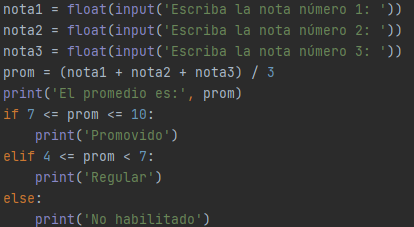 nota1 = float(input('Escriba la nota número 1: '))
nota2 = float(input('Escriba la nota número 2: '))
nota3 = float(input('Escriba la nota número 3: '))
prom = (nota1 + nota2 + nota3) / 3
print('El promedio es:', prom)
if 7 <= prom <= 10:
    print('Promovido')
elif 4 <= prom < 7:
    print('Regular')
else:
    print('No habilitado')